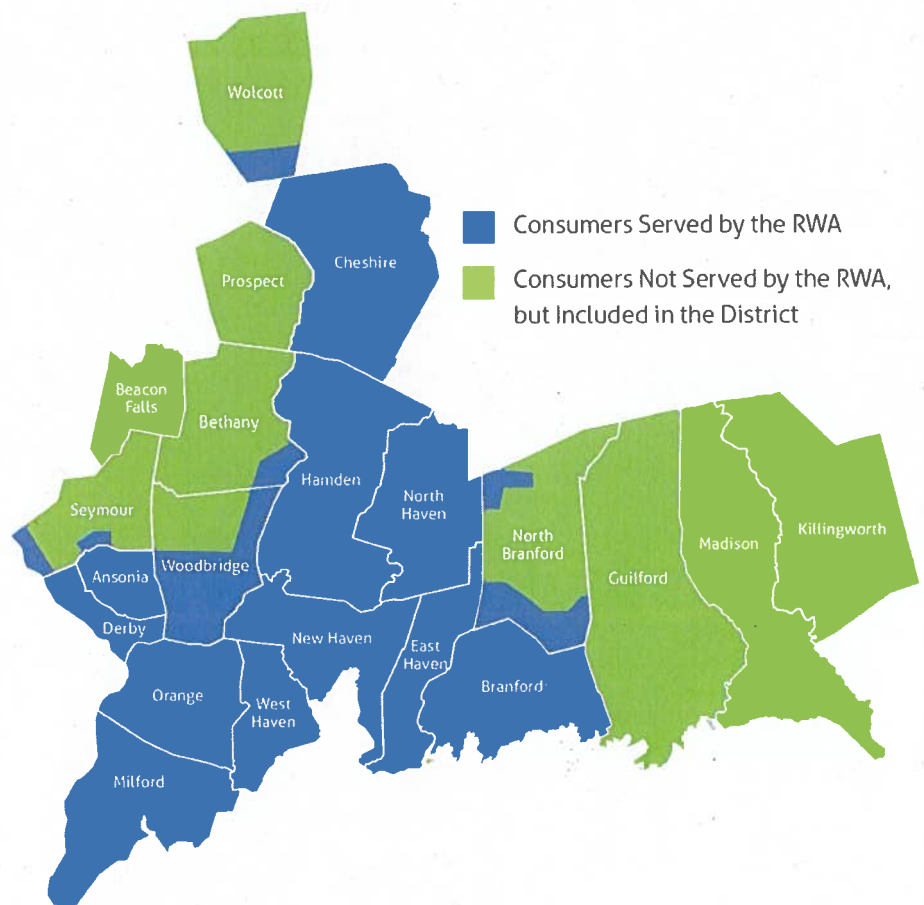 Wolcott
Cheshire
Consumers Served by the RWA
Consumers Not Served by the RWA,
but Included in the District
Prospect
Beacon
Falls
Bethany
Hamden
North
Haven
Seymour
North
Branford
Guilford
Madison
Killingworth
Ansonia
Woodbridge
Derby
New Haven
East
Haven
Branford
Orange
West
Haven
Milford